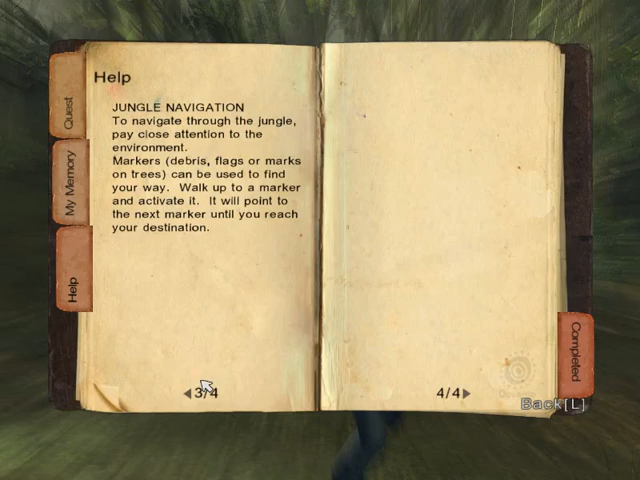 Help
JUNGLE NAVIGATION
To navigate through the jungle,
pay close attention to the
environment.
Markers (debris, flags or marks
on trees) can be used to find
your way.  Walk up to a marker
and activate it.  It will point to
the next marker until you reach
your destination.
Quest
My Memory
Help
Completed
3/4
4/4
Back[L]